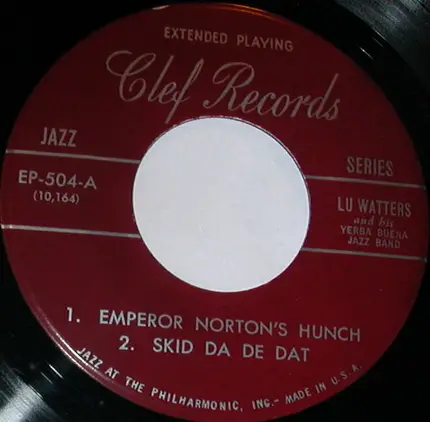 EXTENDED PLAYING
Clef Records
JAZZ
SERIES
EP-504-A
(10,164)
LU WATTERS
and his
YERBA BUENA
JAZZ BAND
1. EMPEROR NORTON'S HUNCH
2. SKID DA DE DAT
JAZZ AT THE PHILHARMONIC, INC.- MADE IN U.S.A.